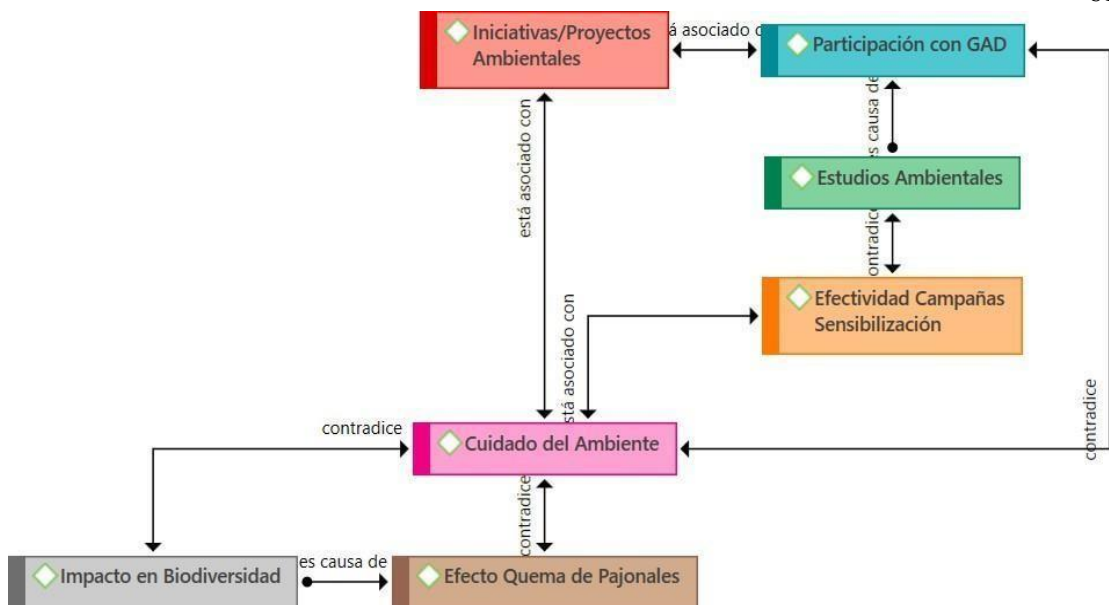 Iniciativas/Proyectos
Ambientales
á asociado c
Participación con GAD
está asociado con
es causa de
Estudios Ambientales
contradice
Efectividad Campañas
Sensibilización
stá asociado con
contradice
contradice
Cuidado del Ambiente
contradice
Impacto en Biodiversidad
es causa de
Efecto Quema de Pajonales